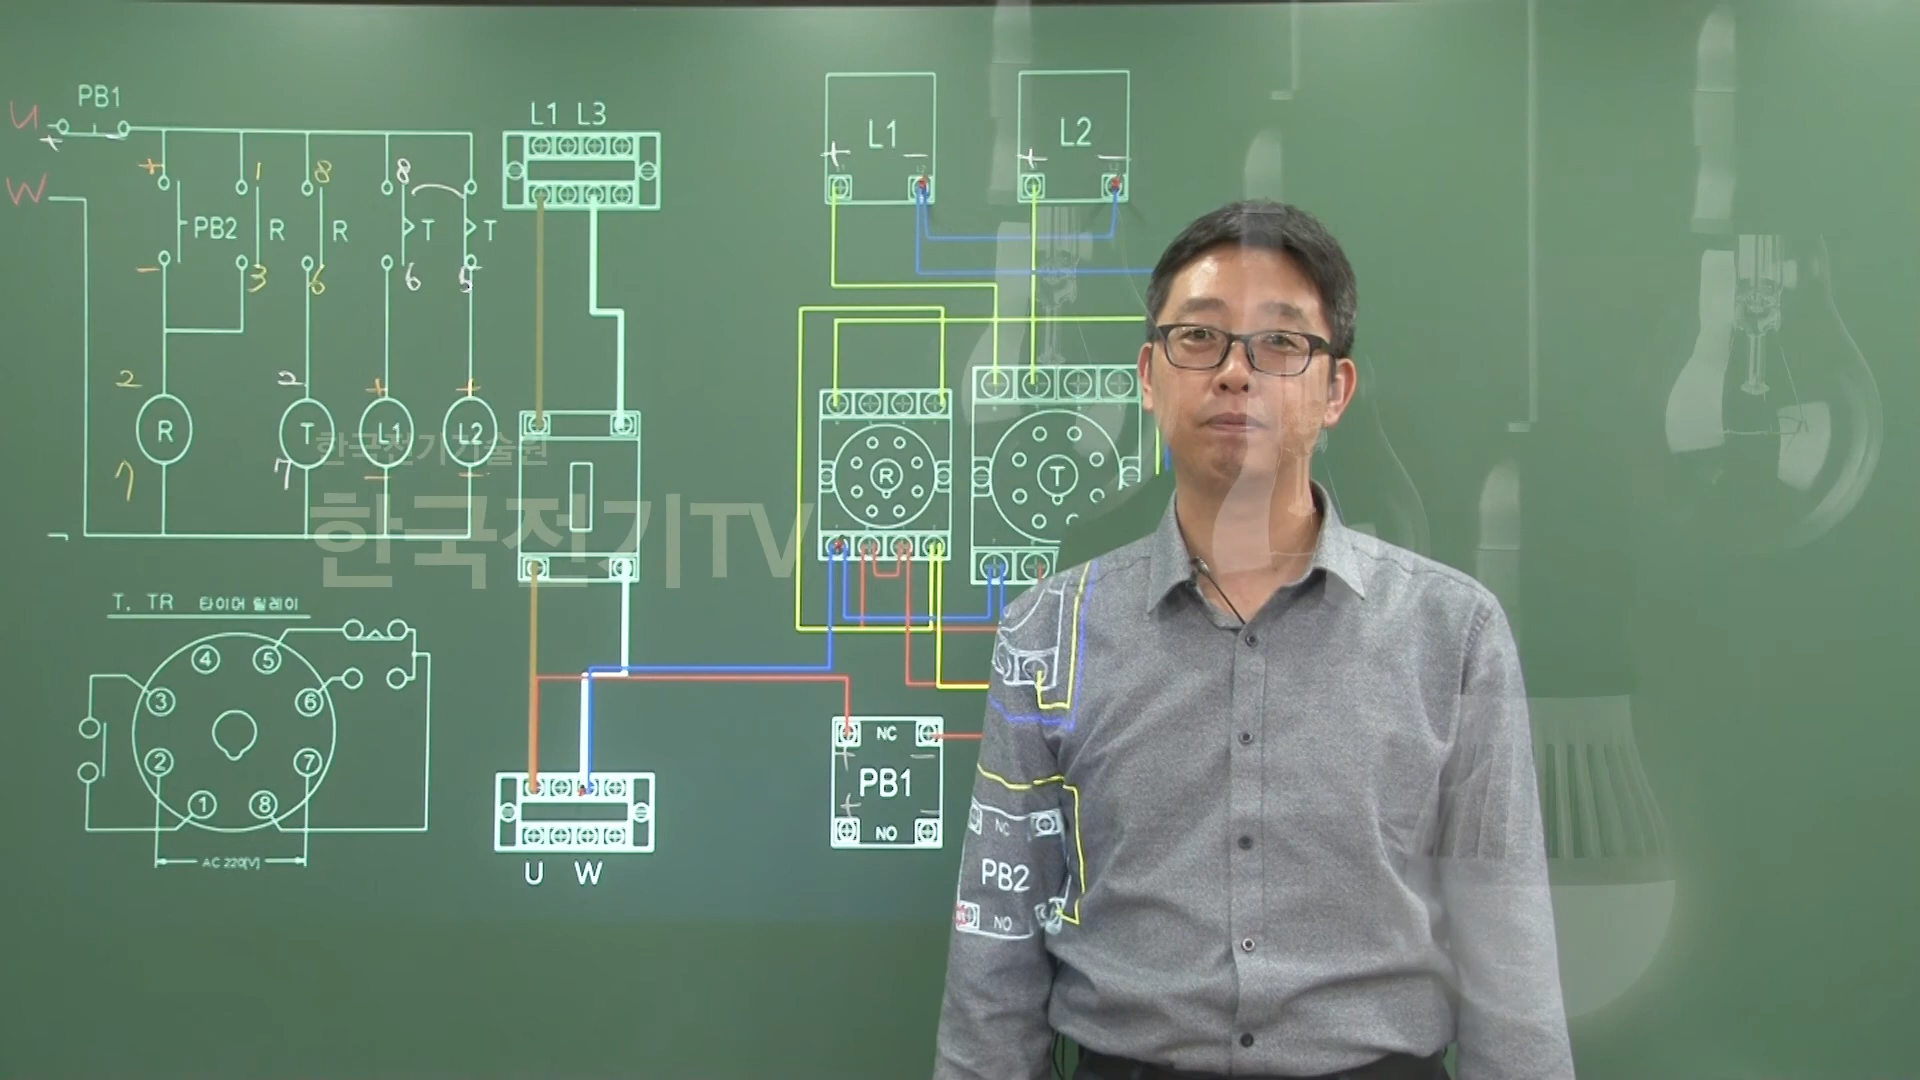 U
PB1
+
W
+ 1 8 8
PB2 R R T T
- 3 6 6 5
2 2 + +
R T L1 L2
7 7 - -
T. TR 타이머 릴레이
4 5
3 6
2 7
1 8
AC 220[V]
L1 L3
U W
L1
+ -
L2
+ -
R
T
NC
+ -
PB1
+ -
NO
NC
PB2
NO
한국전기기술원
한국전기TV